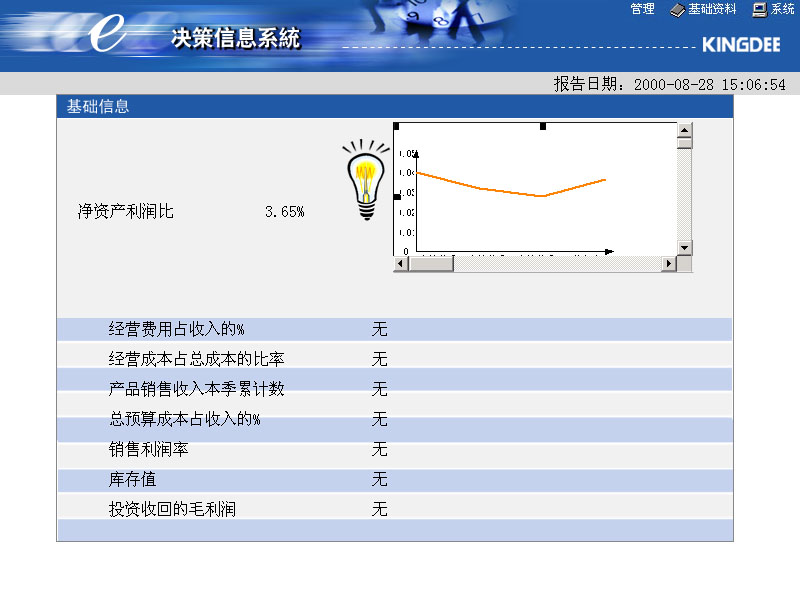 管理 基础资料 系统
e 决策信息系統
KINGDEE
报告日期：2000-08-28 15:06:54
基础信息
净资产利润比 3.65%
0
经营费用占收入的% 无
经营成本占总成本的比率 无
产品销售收入本季累计数 无
总预算成本占收入的% 无
销售利润率 无
库存值 无
投资收回的毛利润 无